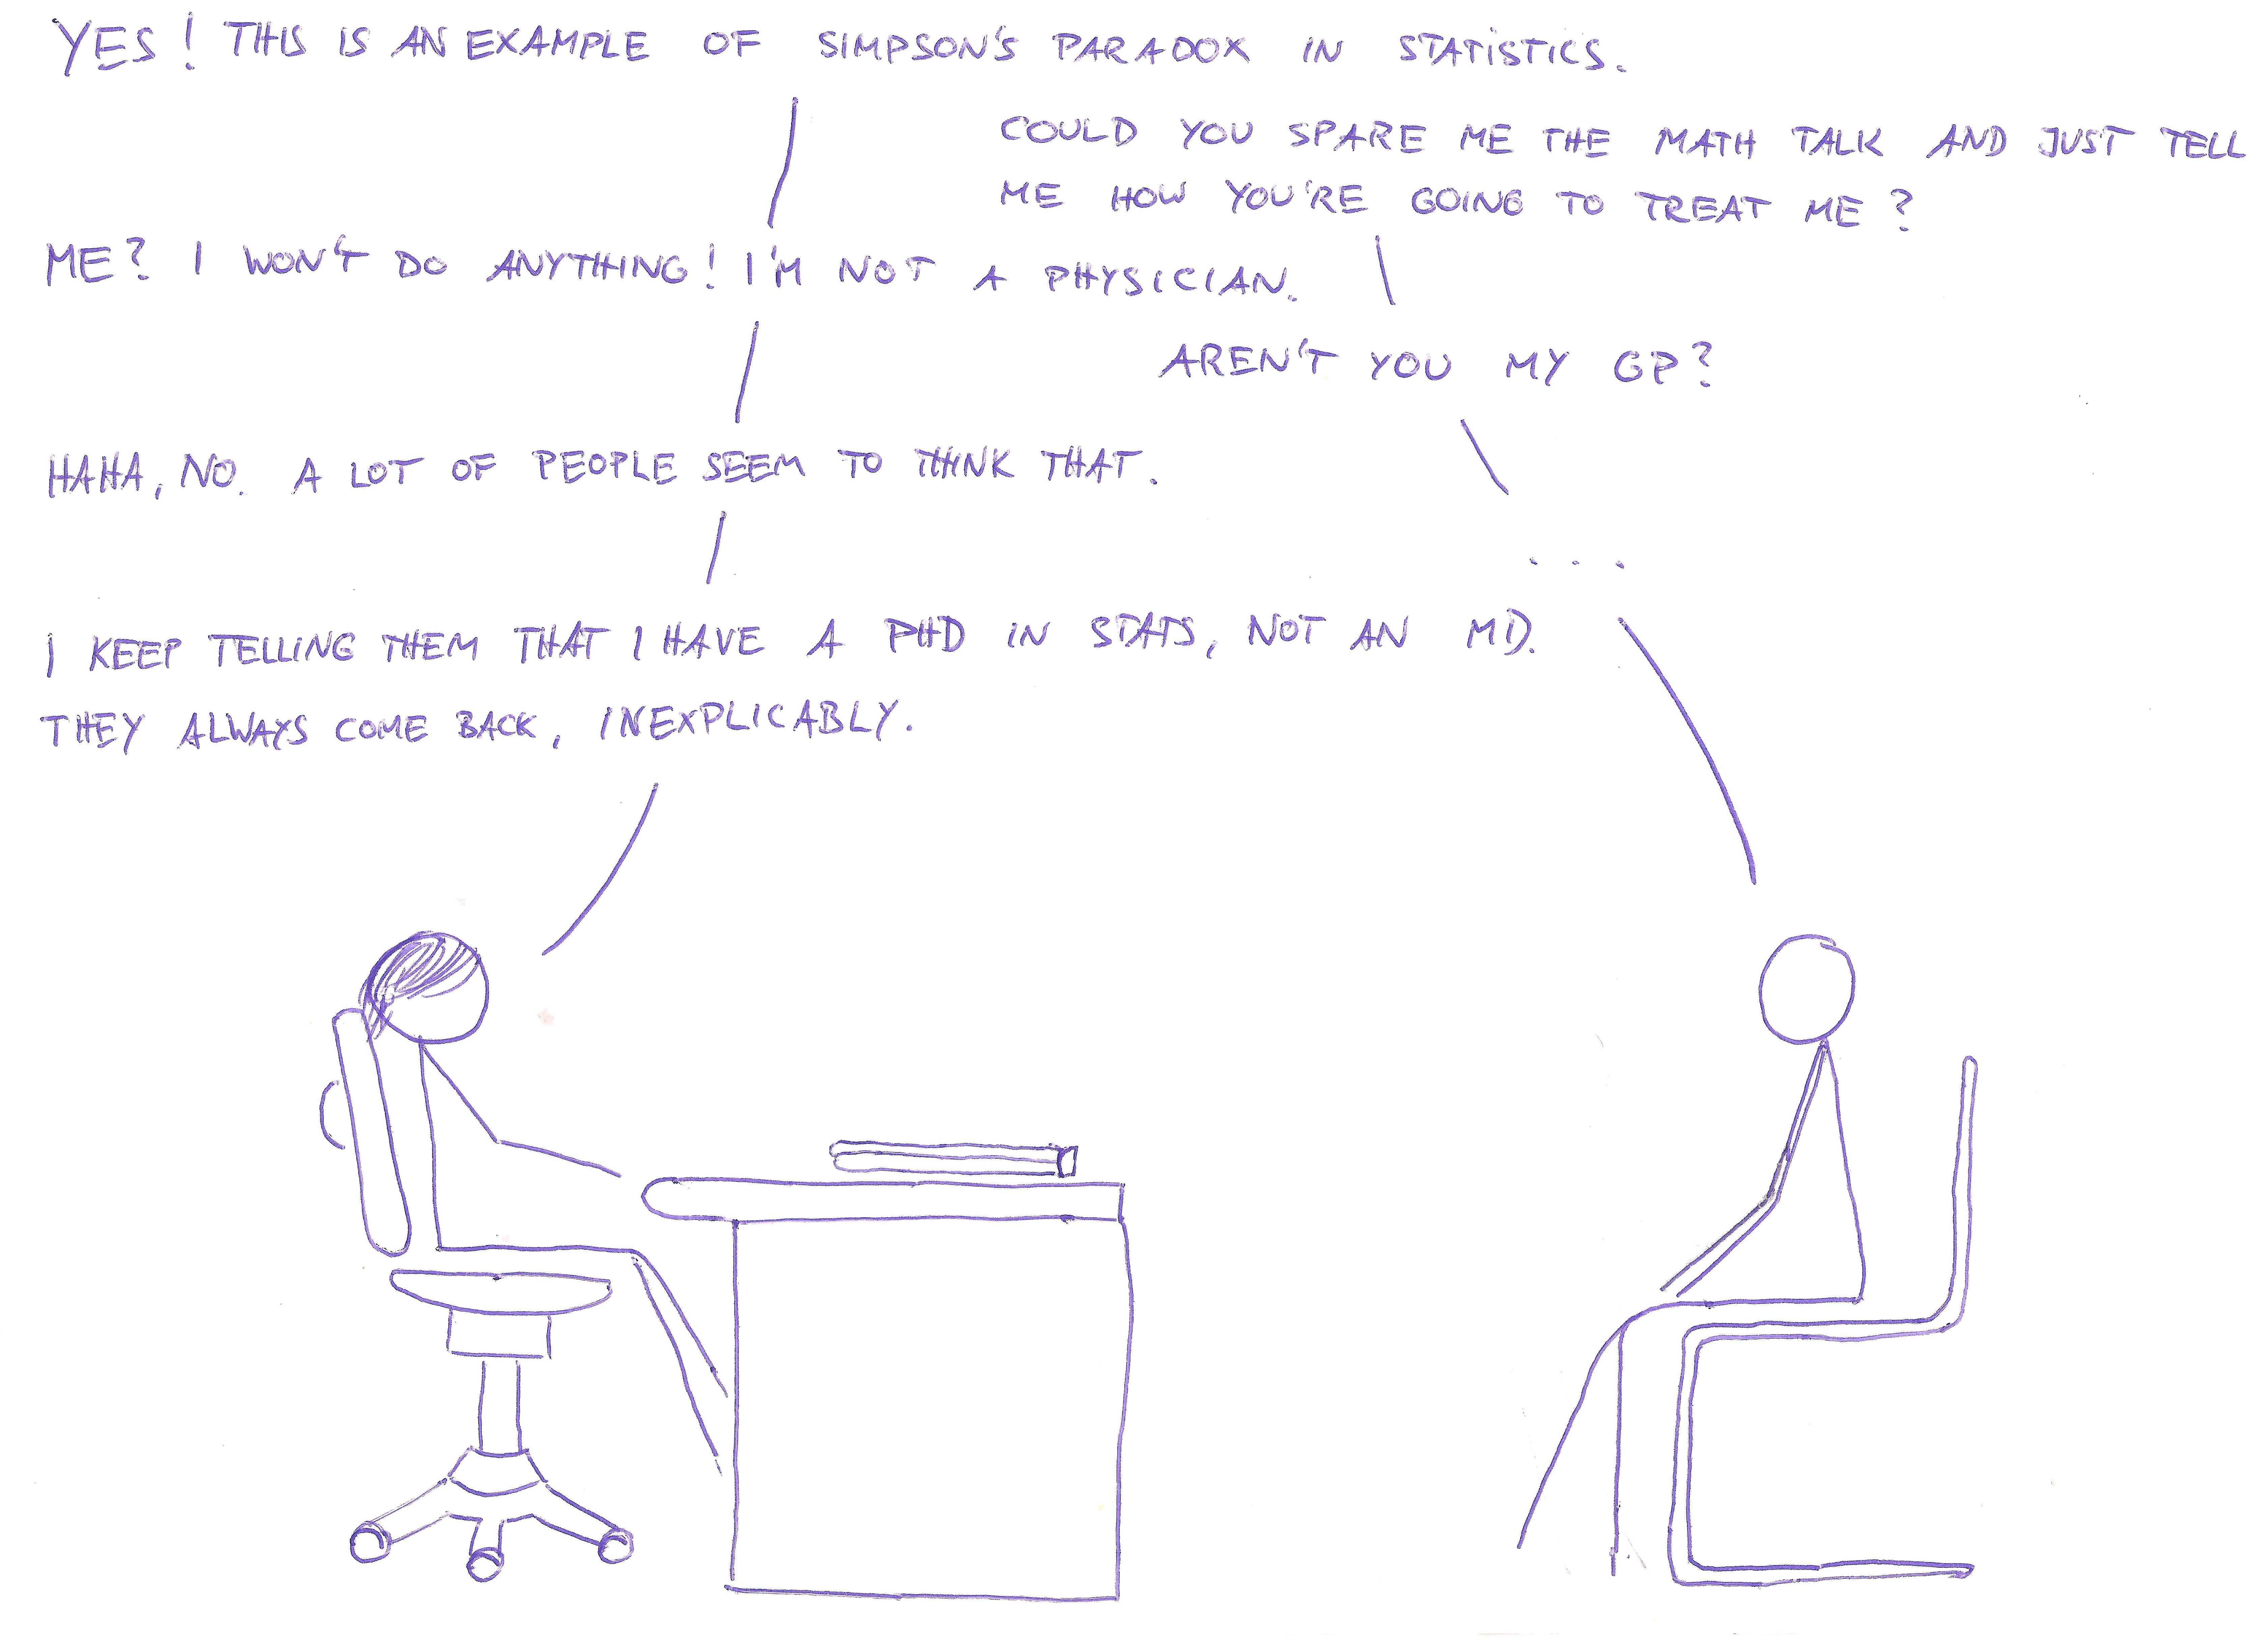 YES! THIS IS AN EXAMPLE OF SIMPSON'S PARADOX IN STATISTICS.
COULD YOU SPARE ME THE MATH TALK AND JUST TELL
ME HOW YOU'RE GOING TO TREAT ME?
ME? I WON'T DO ANYTHING! I'M NOT A PHYSICIAN.
AREN'T YOU MY GP?
HAHA, NO. A LOT OF PEOPLE SEEM TO THINK THAT.
....
I KEEP TELLING THEM THAT I HAVE A PHD IN STATS, NOT AN MD.
THEY ALWAYS COME BACK, INEXPLICABLY.